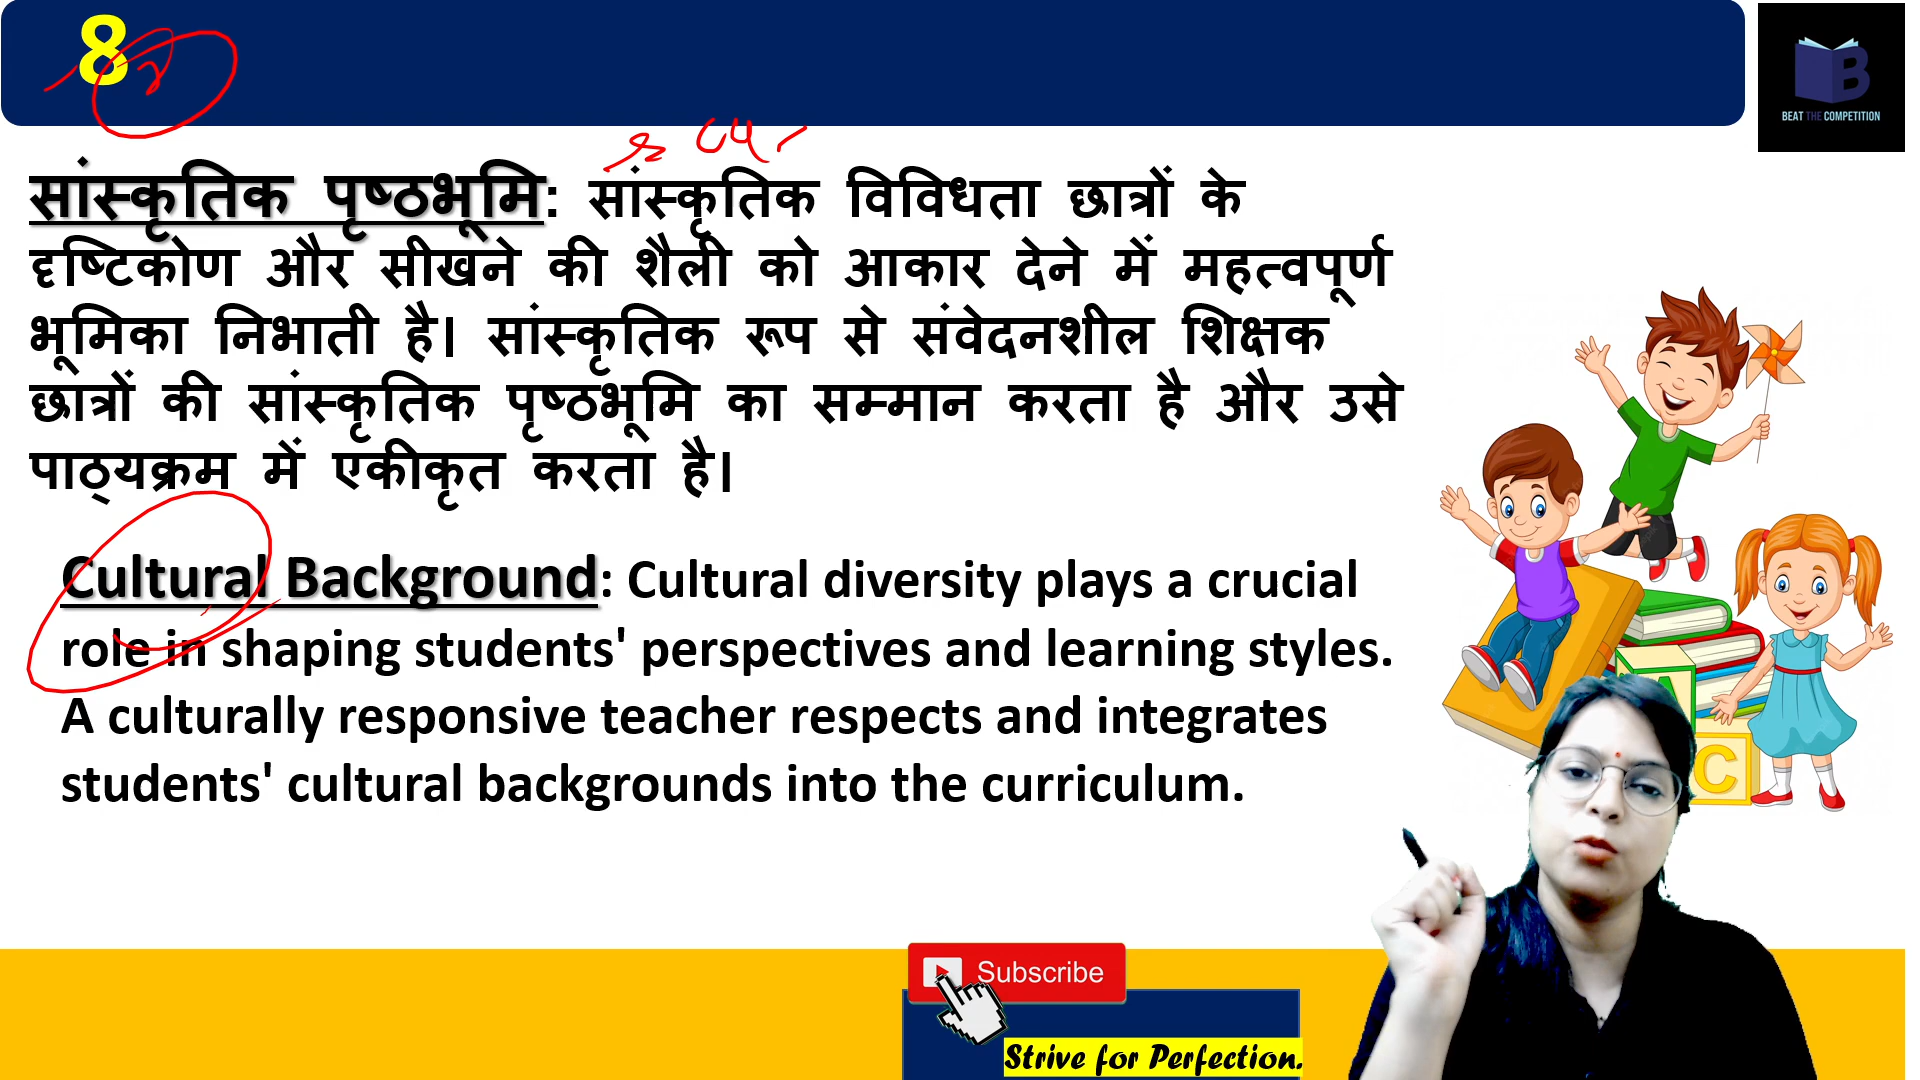 8
BEAT THE COMPETITION
सांस्कृतिक पृष्ठभूमि: सांस्कृतिक विविधता छात्रों के
दृष्टिकोण और सीखने की शैली को आकार देने में महत्वपूर्ण
भूमिका निभाती है। सांस्कृतिक रूप से संवेदनशील शिक्षक
छात्रों की सांस्कृतिक पृष्ठभूमि का सम्मान करता है और उसे
पाठ्यक्रम में एकीकृत करता है।
Cultural Background: Cultural diversity plays a crucial
role in shaping students' perspectives and learning styles.
A culturally responsive teacher respects and integrates
students' cultural backgrounds into the curriculum.
C
Subscribe
Strive for Perfection.